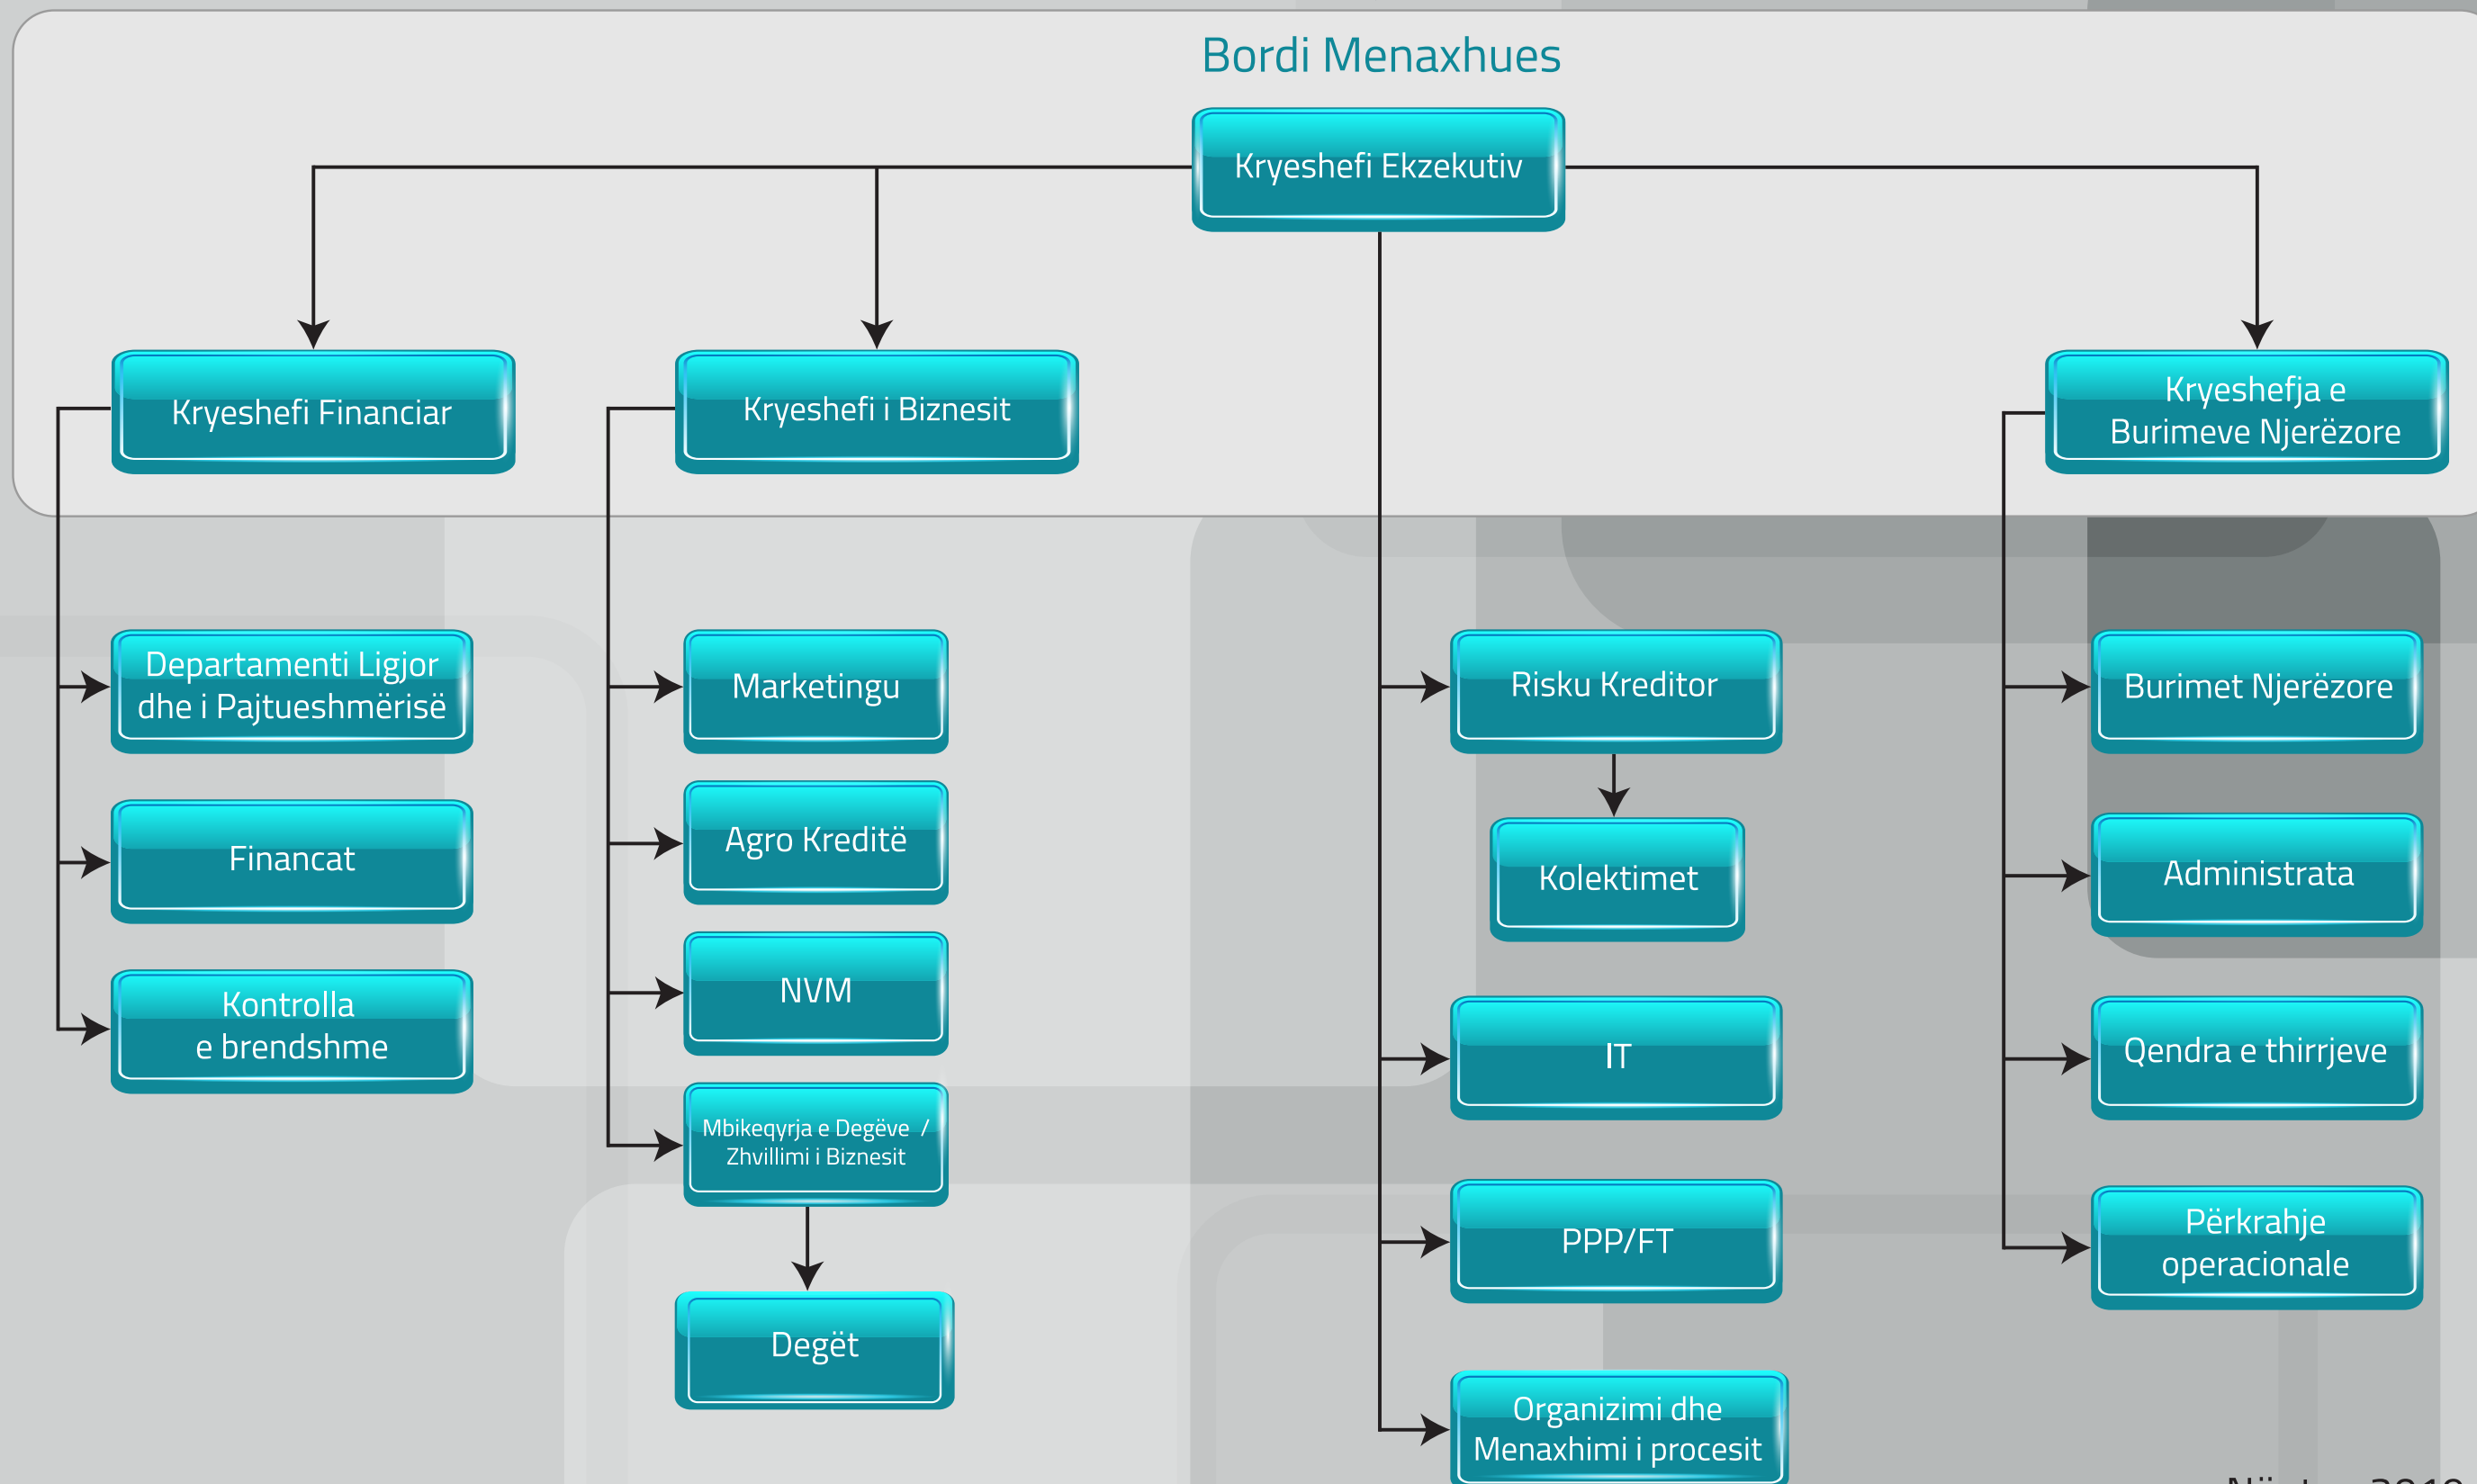 Bordi Menaxhues
Kryeshefi Ekzekutiv
Kryeshefi Financiar
Kryeshefi i Biznesit
Kryeshefja e
Burimeve Njerëzore
Departamenti Ligjor
dhe i Pajtueshmërisë
Financat
Kontrolla
e brendshme
Marketingu
Agro Kreditë
NVM
Mbikeqyrja e Degëve /
Zhvillimi i Biznesit
Degët
Risku Kreditor
Kolektimet
IT
PPP/FT
Organizimi dhe
Menaxhimi i procesit
Burimet Njerëzore
Administrata
Qendra e thirrjeve
Përkrahje
operacionale